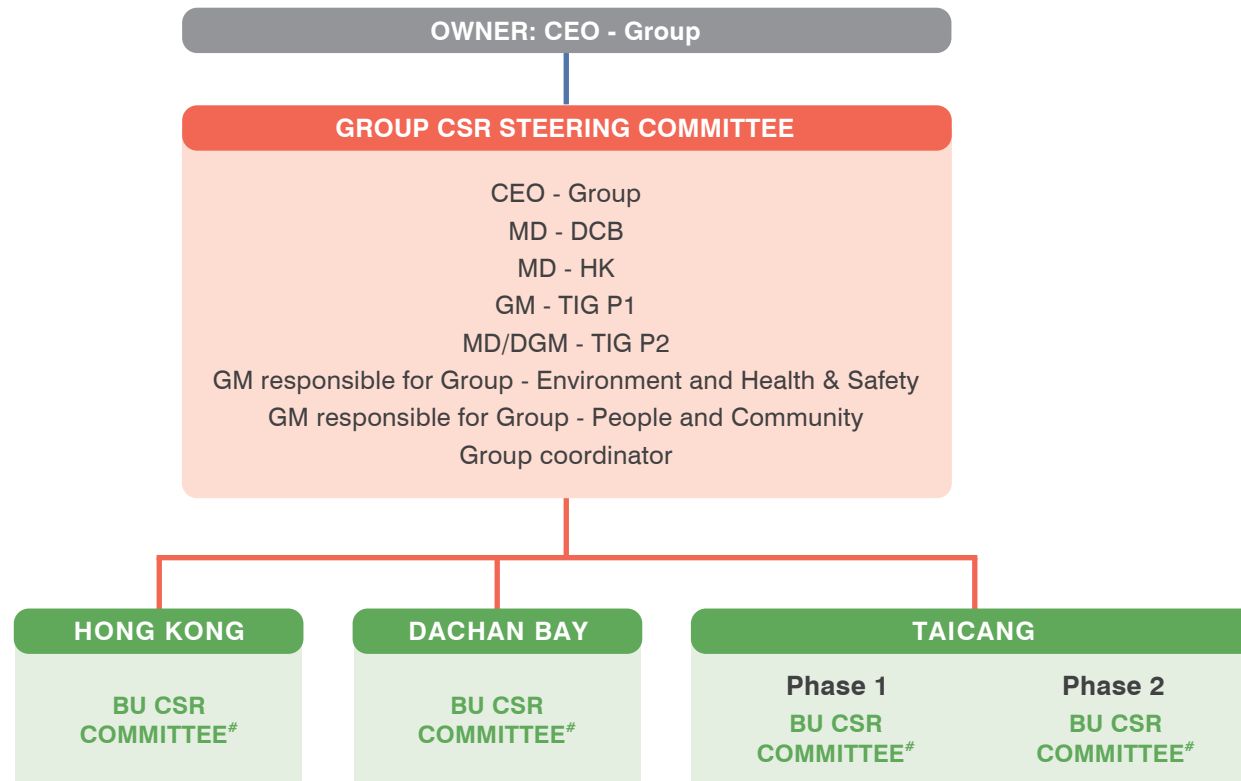 OWNER: CEO - Group
GROUP CSR STEERING COMMITTEE
CEO - Group
MD - DCB
MD - HK
GM - TIG P1
MD/DGM - TIG P2
GM responsible for Group - Environment and Health & Safety
GM responsible for Group - People and Community
Group coordinator
HONG KONG
BU CSR
COMMITTEE#
DACHAN BAY
BU CSR
COMMITTEE#
TAICANG
Phase 1
BU CSR
COMMITTEE#
Phase 2
BU CSR
COMMITTEE#